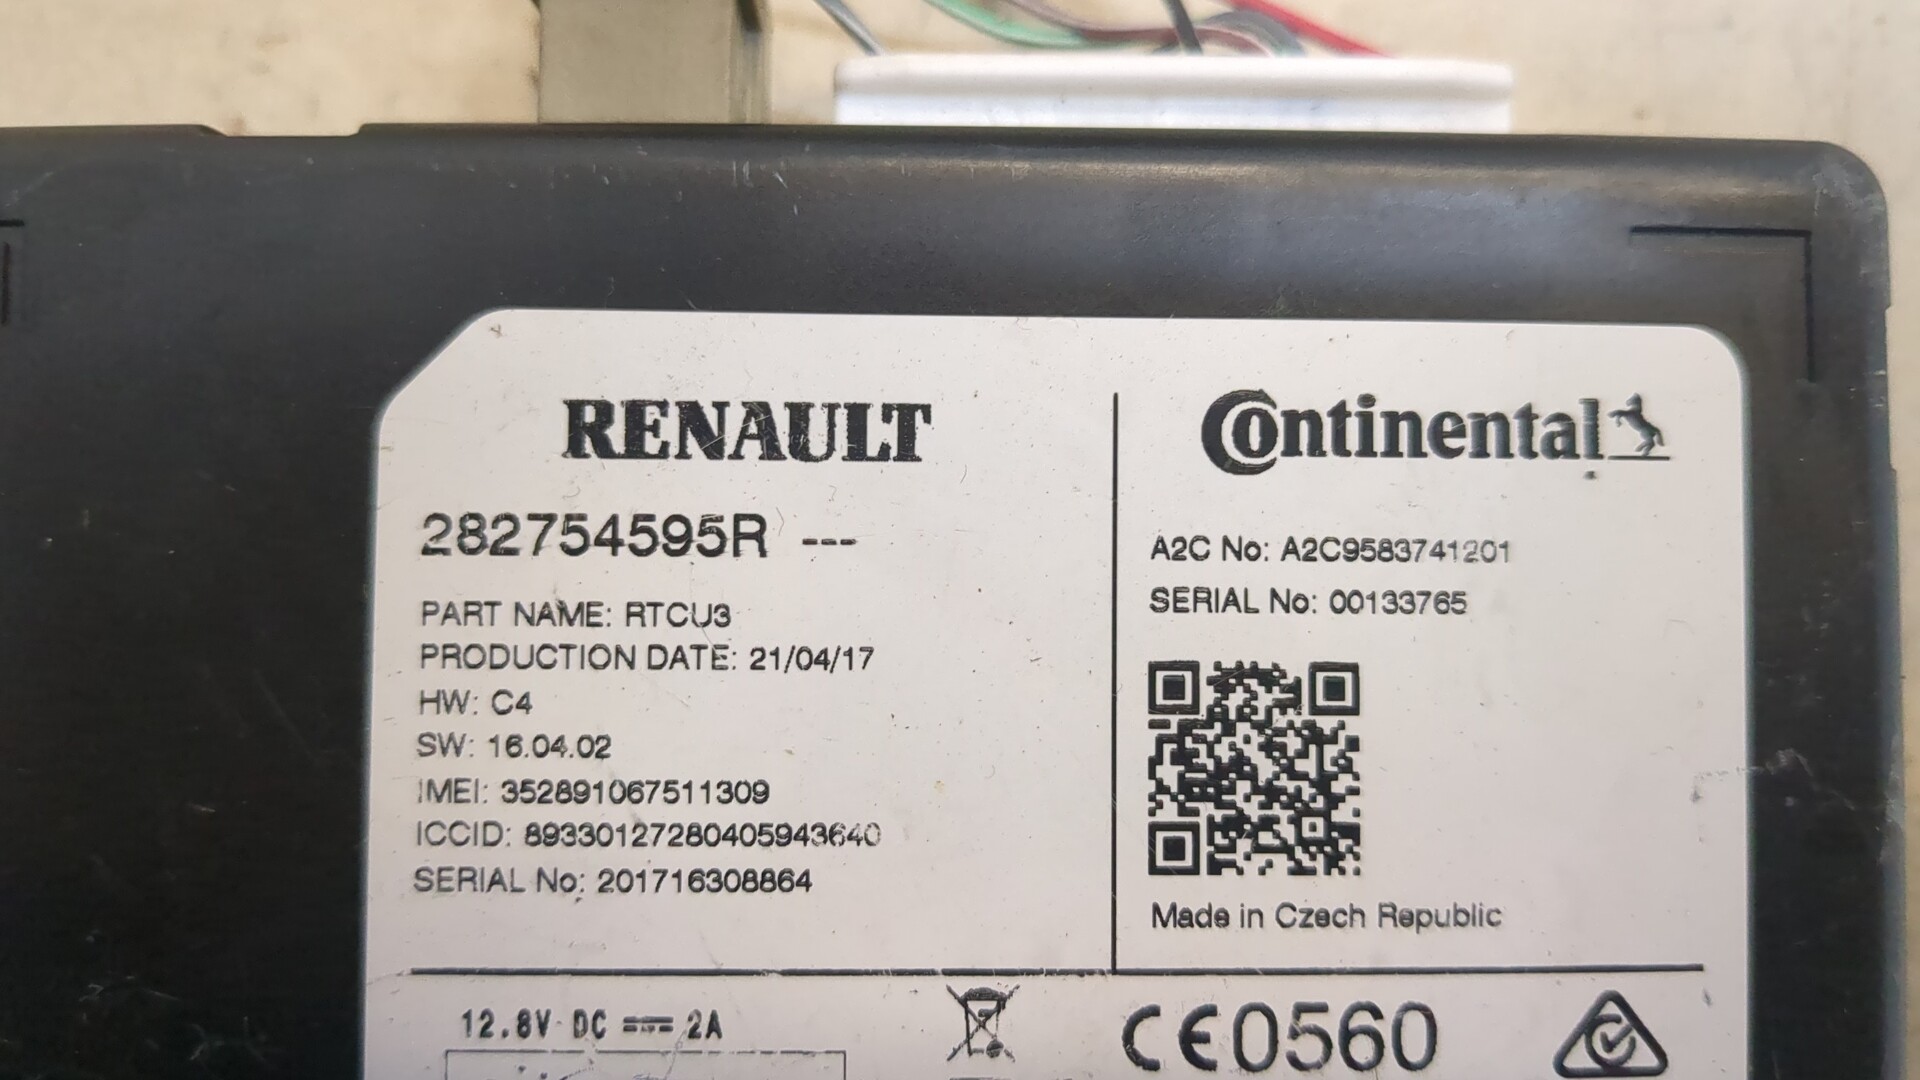 RENAULT
282754595R ---
PART NAME: RTCU3
PRODUCTION DATE: 21/04/17
HW: C4
SW: 16.04.02
IMEI: 352891067511309
ICCID: 89330127280405943640
SERIAL No: 201716308864
Continental
A2C No: A2C9583741201
SERIAL No: 00133765
Made in Czech Republic
12.8V DC ⎓ 2A
CE0560